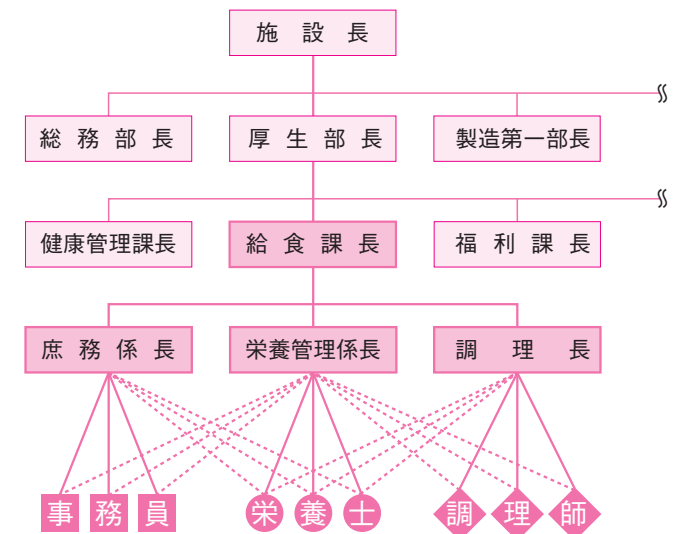 施設長
総務部長
厚生部長
製造第一部長
健康管理課長
給食課長
福利課長
庶務係長
栄養管理係長
調理長
事務員
栄養士
調理師